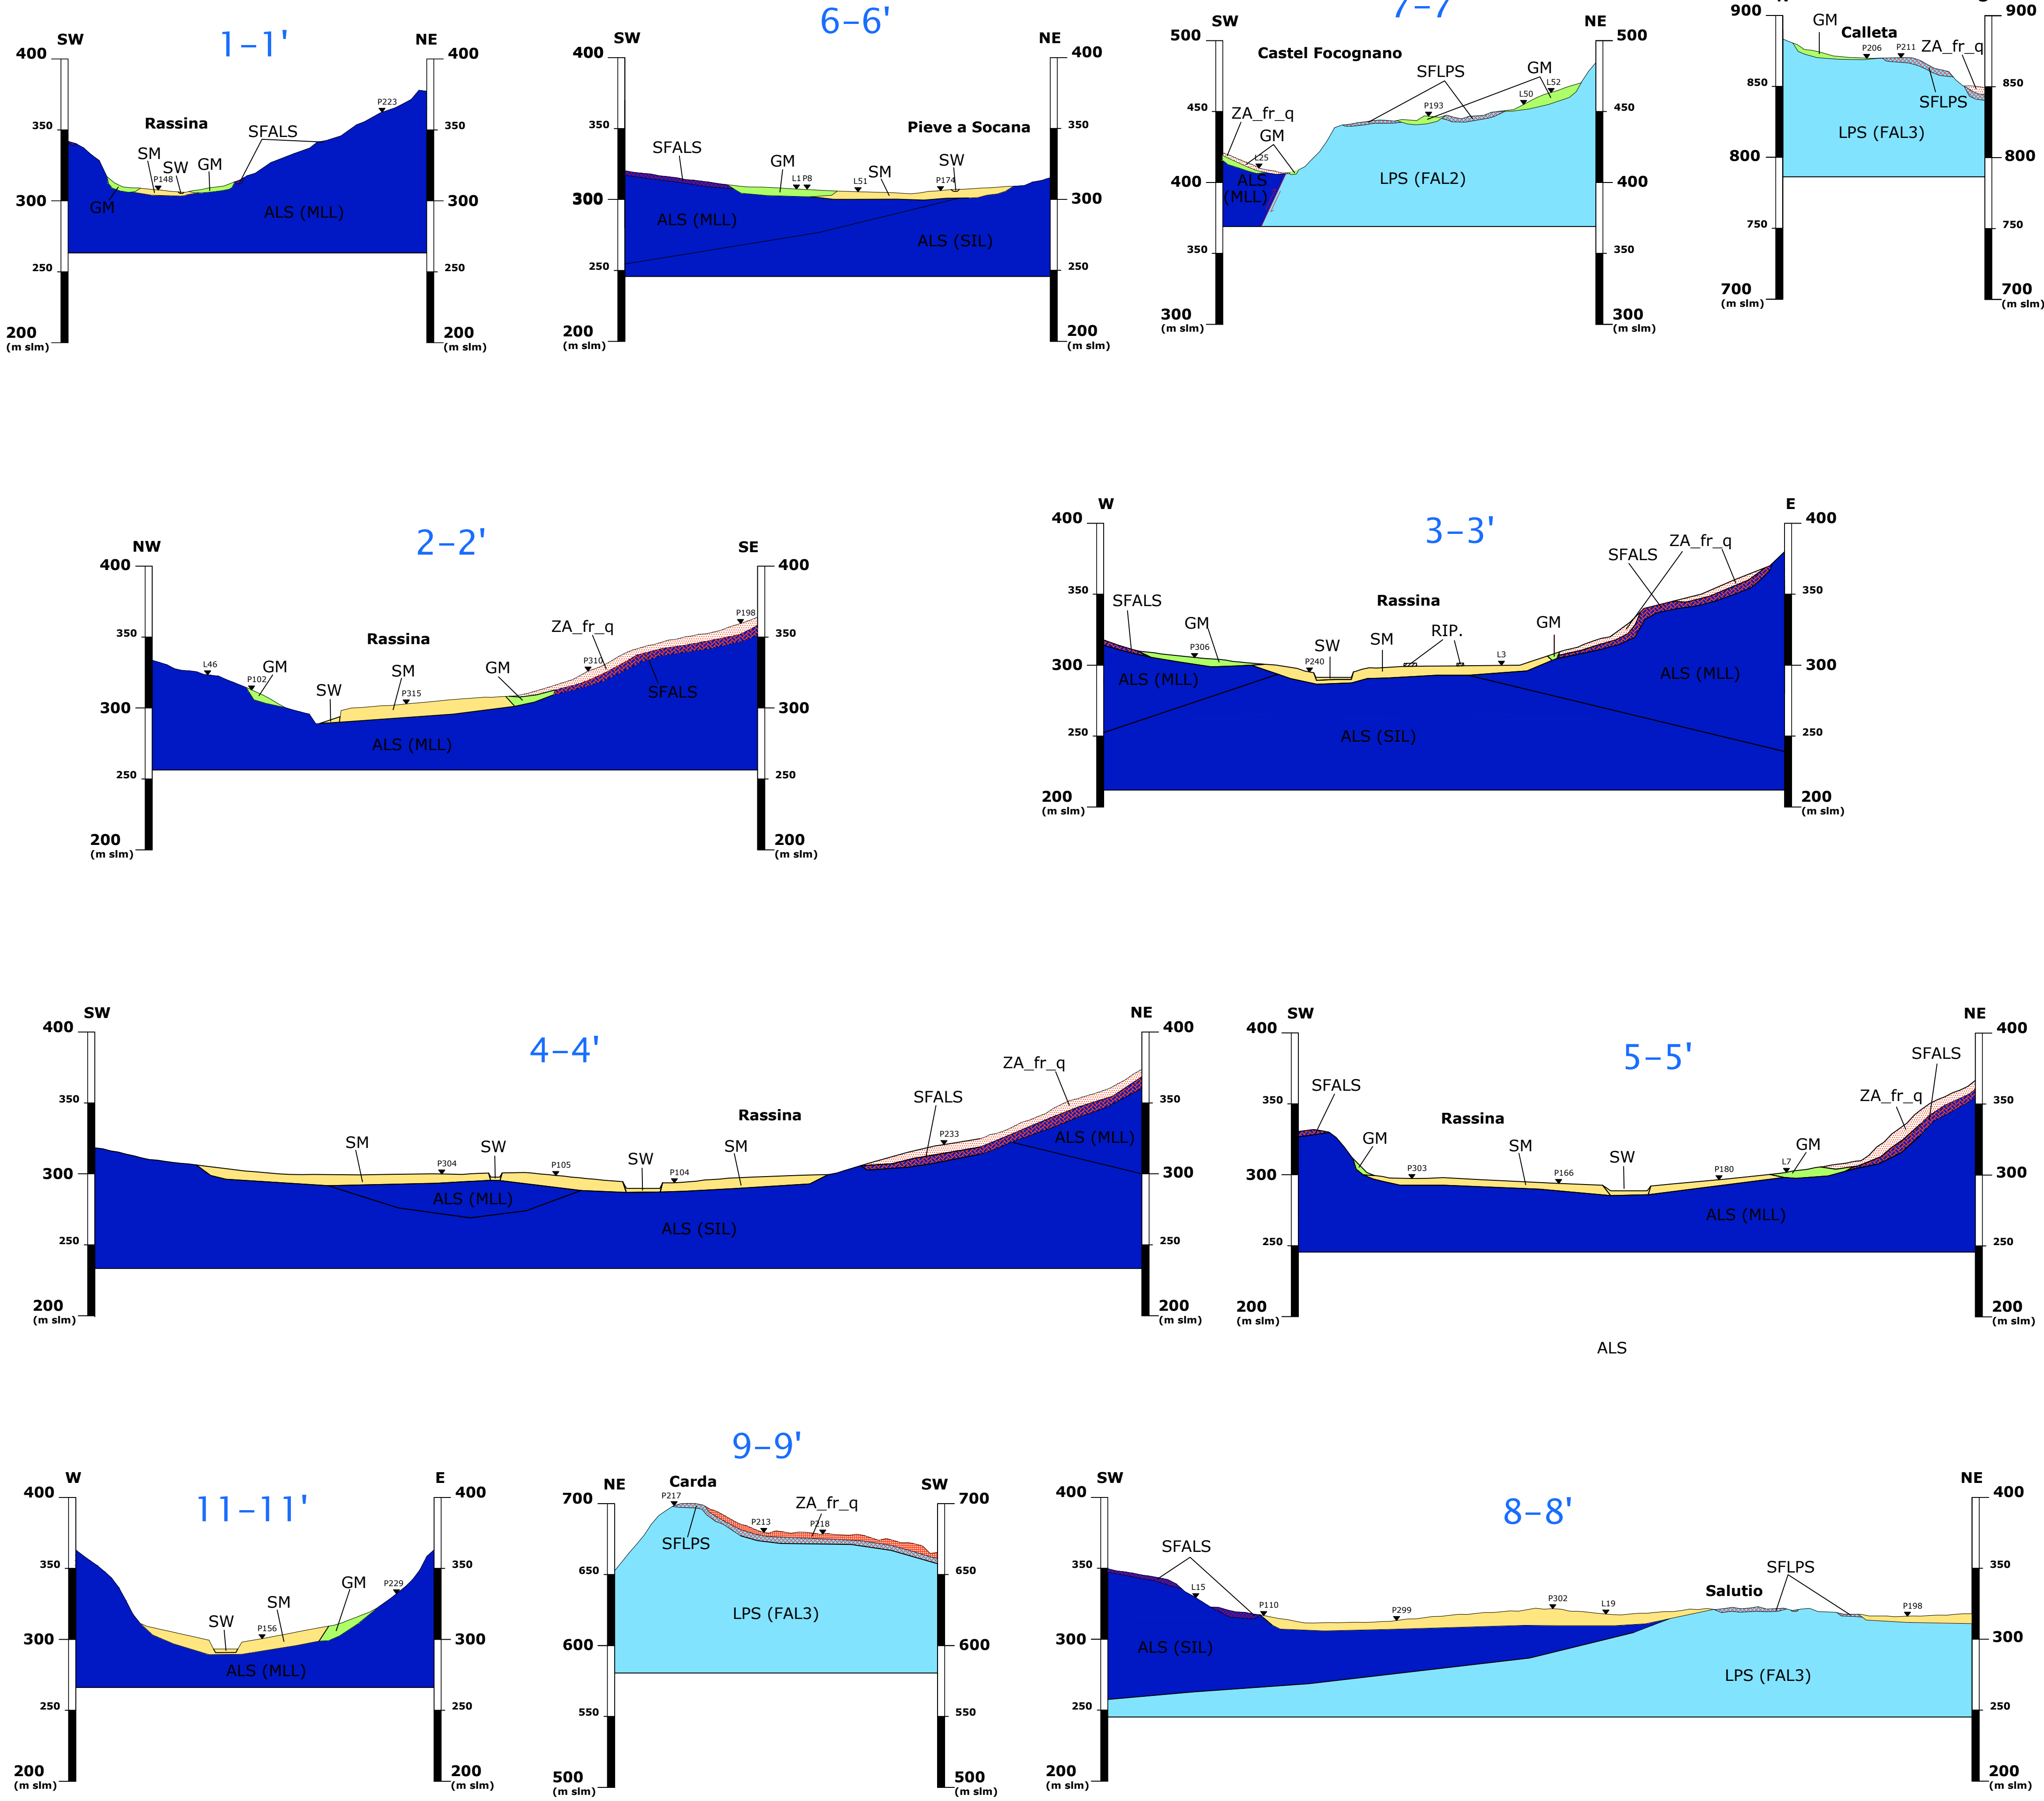 1-1'
SW
NE
400
400
350
350
300
300
250
250
200
(m slm)
200
(m slm)
Rassina
SM
SW
GM
P148
GM
SFALS
P223
ALS (MLL)
6-6'
SW
NE
400
400
350
350
300
300
250
250
200
(m slm)
200
(m slm)
Pieve a Socana
SFALS
GM
L1 P8
L51
SM
SW
P174
ALS (MLL)
ALS (SIL)
7-7
SW
NE
500
500
450
450
400
400
350
350
300
(m slm)
300
(m slm)
Castel Focognano
ZA_fr_q
GM
L25
SFLPS
P193
GM
L52
L50
ALS
(MLL)
LPS (FAL2)
900
900
850
850
800
800
750
750
700
(m slm)
700
(m slm)
GM
Calleta
P206
P211
ZA_fr_q
SFLPS
LPS (FAL3)
2-2'
NW
SE
400
400
350
350
300
300
250
250
200
(m slm)
200
(m slm)
Rassina
L46
P102
GM
SW
SM
P315
GM
ZA_fr_q
P310
P198
SFALS
ALS (MLL)
3-3'
W
E
400
400
350
350
300
300
250
250
200
(m slm)
200
(m slm)
Rassina
SFALS
GM
P306
P240
SW
SM
RIP.
L3
GM
SFALS
ZA_fr_q
ALS (MLL)
ALS (SIL)
ALS (MLL)
4-4'
SW
NE
400
400
350
350
300
300
250
250
200
(m slm)
200
(m slm)
Rassina
SM
P304
SW
P105
SW
P104
SM
SFALS
P233
ZA_fr_q
ALS (MLL)
ALS (MLL)
ALS (SIL)
5-5'
SW
NE
400
400
350
350
300
300
250
250
200
(m slm)
200
(m slm)
Rassina
SFALS
GM
P303
SM
P166
SW
P180
L7
GM
ZA_fr_q
SFALS
ALS (MLL)
ALS
11-11'
W
E
400
400
350
350
300
300
250
250
200
(m slm)
200
(m slm)
SW
SM
P156
GM
P229
ALS (MLL)
9-9'
NE
Carda
SW
700
700
650
650
600
600
550
550
500
(m slm)
500
(m slm)
P217
SFLPS
P213
ZA_fr_q
P218
LPS (FAL3)
8-8'
SW
NE
400
400
350
350
300
300
250
250
200
(m slm)
200
(m slm)
SFALS
L15
P110
P299
P302
L19
Salutio
SFLPS
P198
ALS (SIL)
LPS (FAL3)